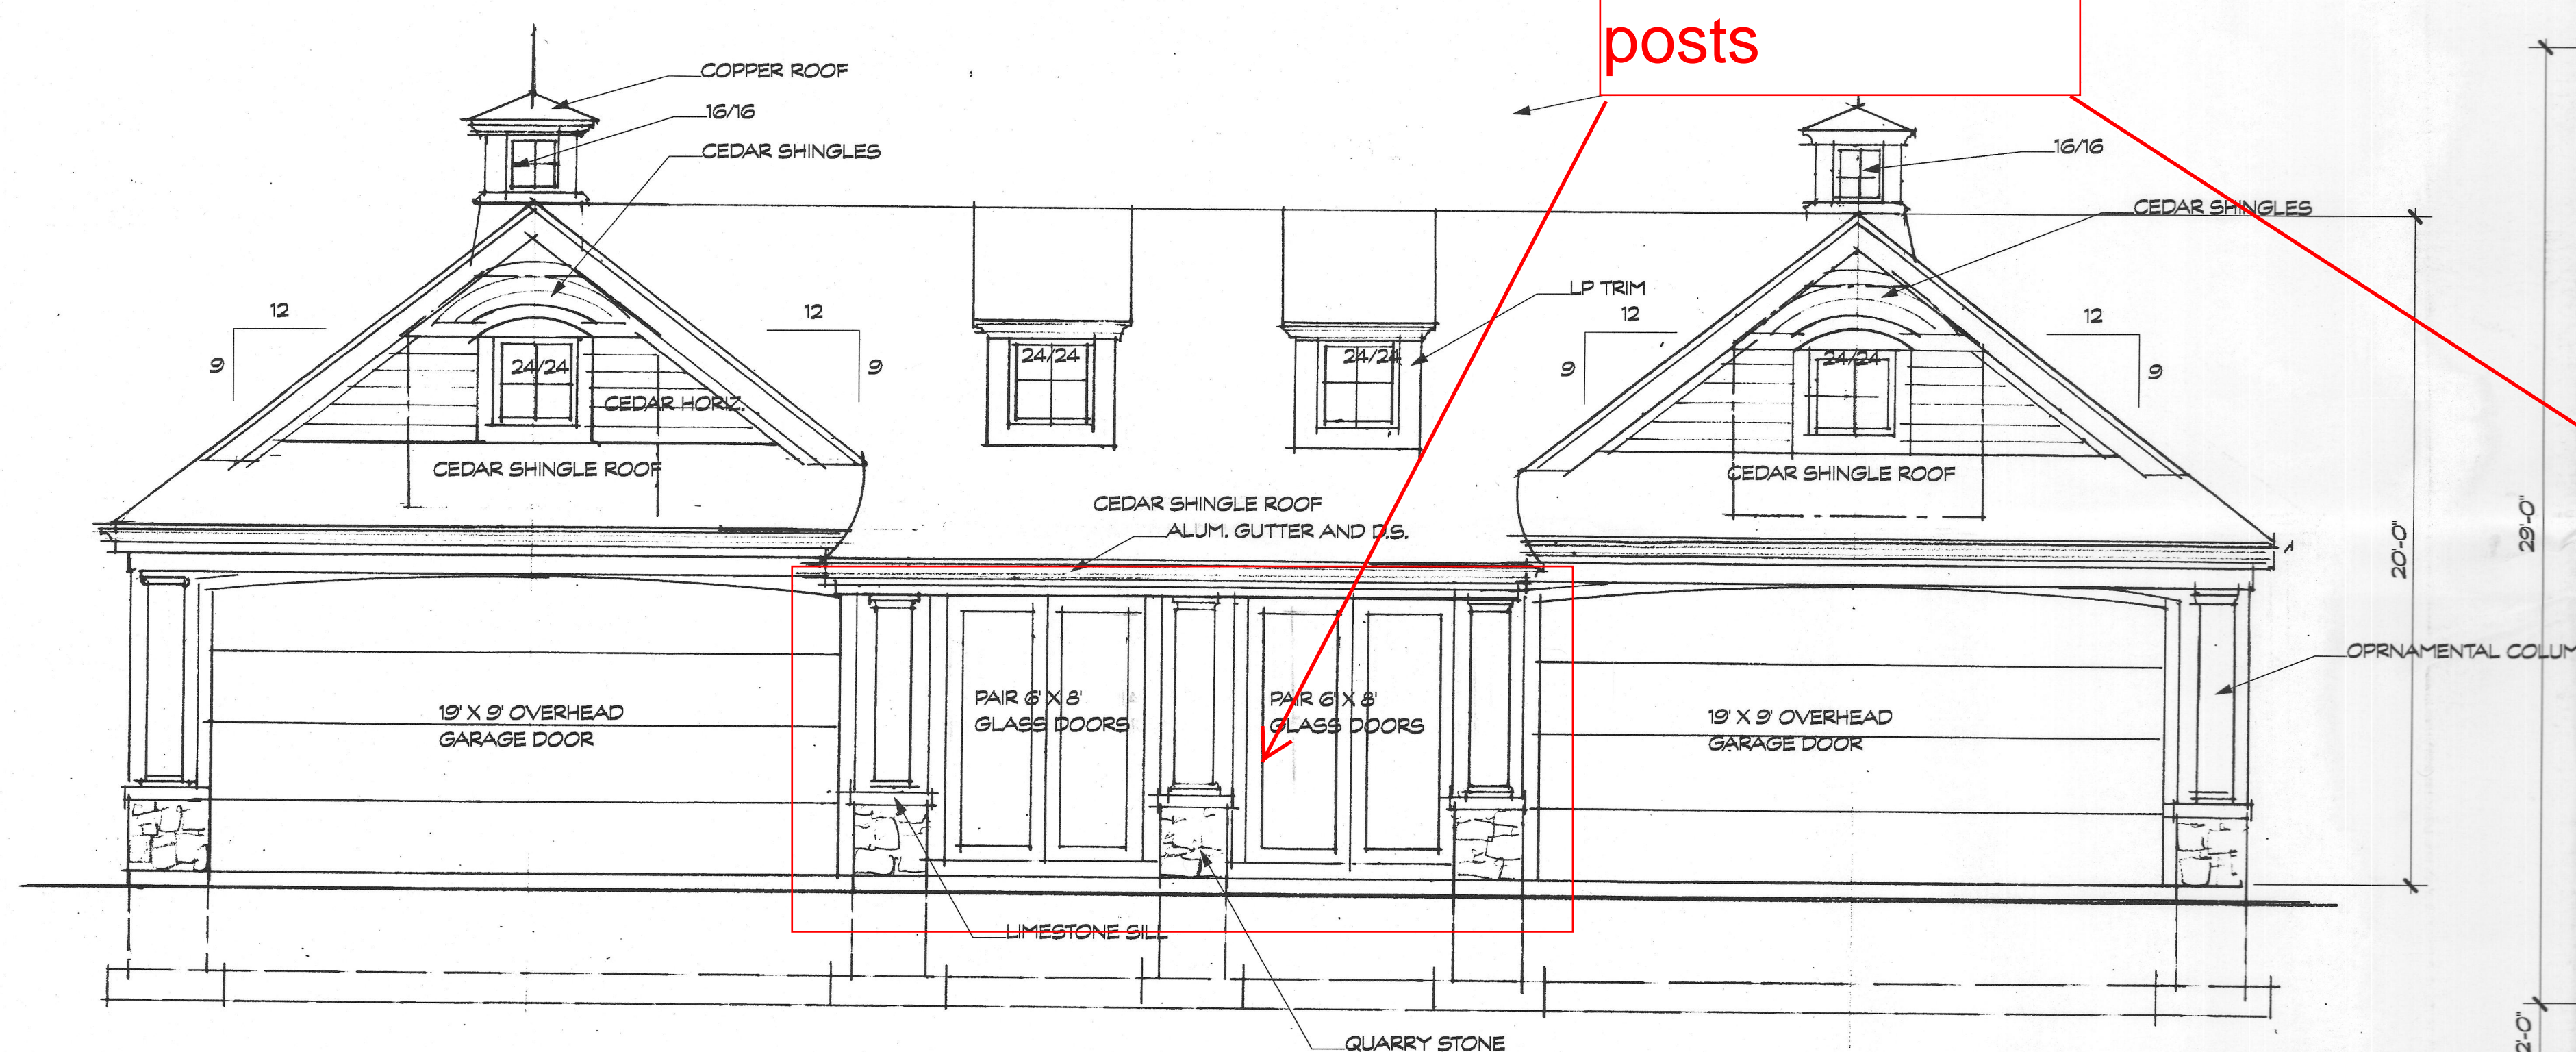 posts
COPPER ROOF
16/16
CEDAR SHINGLES
16/16
CEDAR SHINGLES
LP TRIM
12
12
12
12
9
9
9
9
24/24
24/24
24/24
24/24
CEDAR HORIZ.
CEDAR SHINGLE ROOF
CEDAR SHINGLE ROOF
CEDAR SHINGLE ROOF
ALUM. GUTTER AND D.S.
20'-0"
29'-0"
OPRNAMENTAL COLUM
PAIR 6' X 8'
GLASS DOORS
PAIR 6' X 8'
GLASS DOORS
19' X 9' OVERHEAD
GARAGE DOOR
19' X 9' OVERHEAD
GARAGE DOOR
LIMESTONE SILL
QUARRY STONE
2'-0"